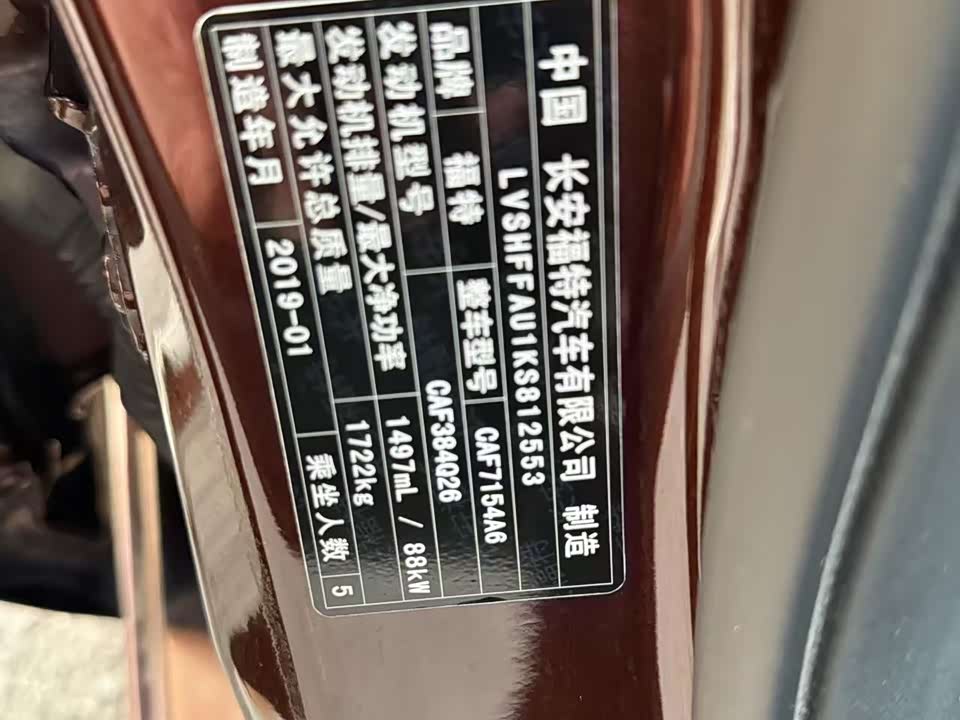 中国 长安福特汽车有限公司 制造
LVSHFFAU1KS812553
品牌 福特 整车型号 CAF7154A6
发动机型号 CAF384Q26
发动机排量/最大净功率 1497mL / 88kW
最大允许总质量 1722kg
制造年月 2019-01 乘坐人数 5